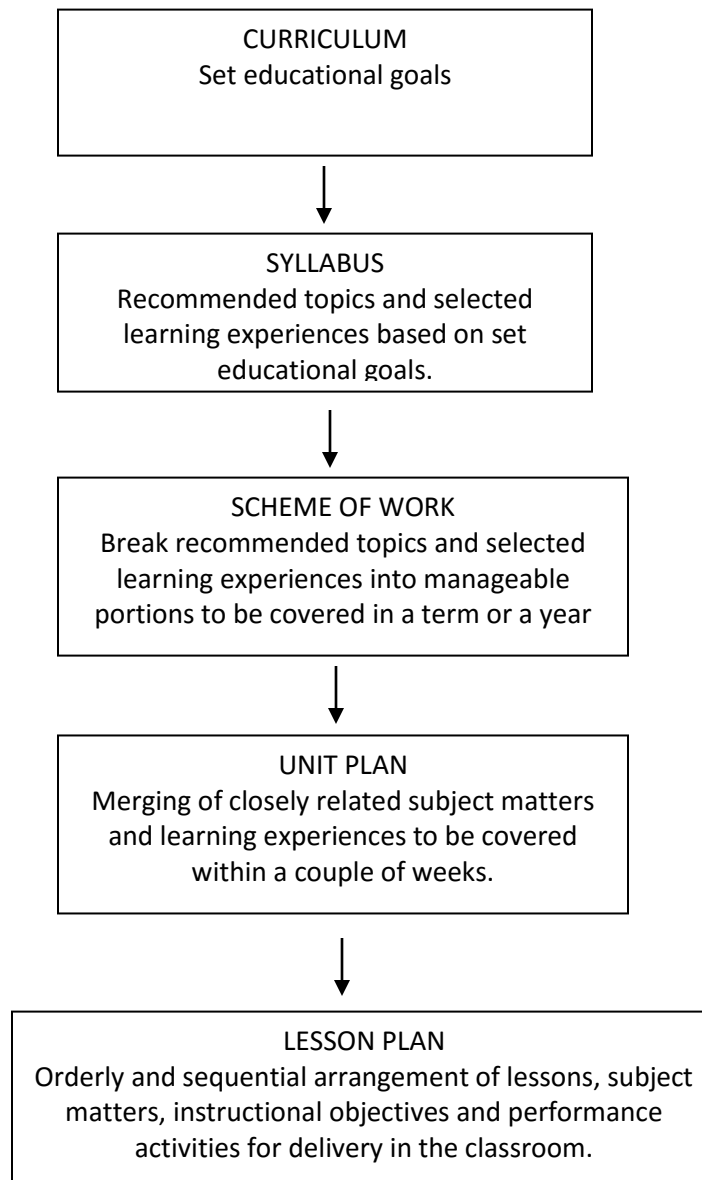 CURRICULUM
Set educational goals
SYLLABUS
Recommended topics and selected
learning experiences based on set
educational goals.
SCHEME OF WORK
Break recommended topics and selected
learning experiences into manageable
portions to be covered in a term or a year
UNIT PLAN
Merging of closely related subject matters
and learning experiences to be covered
within a couple of weeks.
LESSON PLAN
Orderly and sequential arrangement of lessons, subject
matters, instructional objectives and performance
activities for delivery in the classroom.